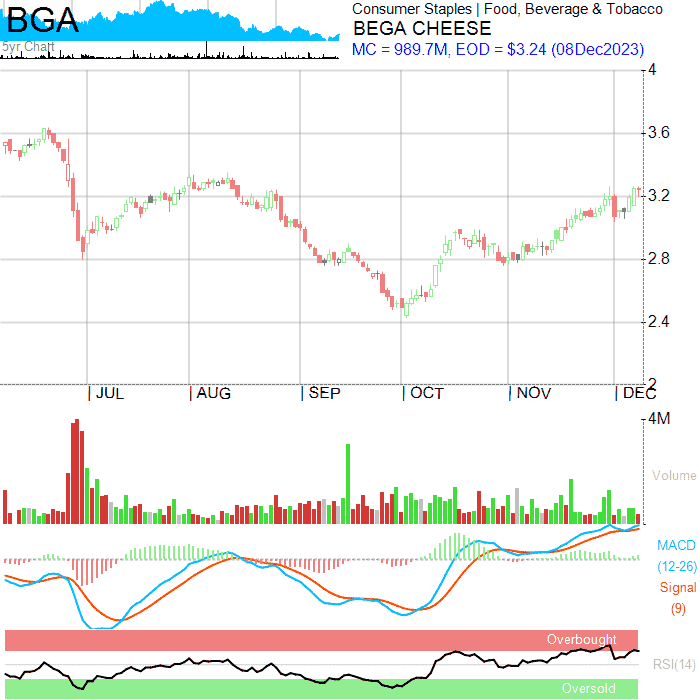 BGA
5yr Chart
Consumer Staples | Food, Beverage & Tobacco
BEGA CHEESE
MC = 989.7M, EOD = $3.24 (08Dec2023)
4
3.6
3.2
2.8
2.4
2
| JUL | AUG | SEP | OCT | NOV | DEC
4M
Volume
MACD
(12-26)
Signal
(9)
Overbought
RSI(14)
Oversold